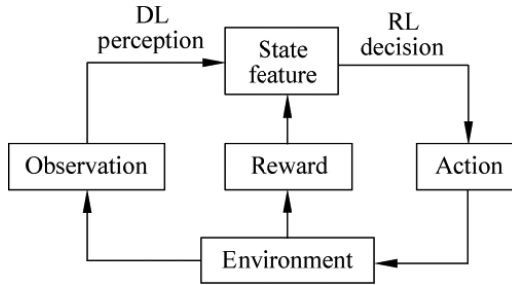 DL
perception
State
feature
RL
decision
Observation
Reward
Action
Environment